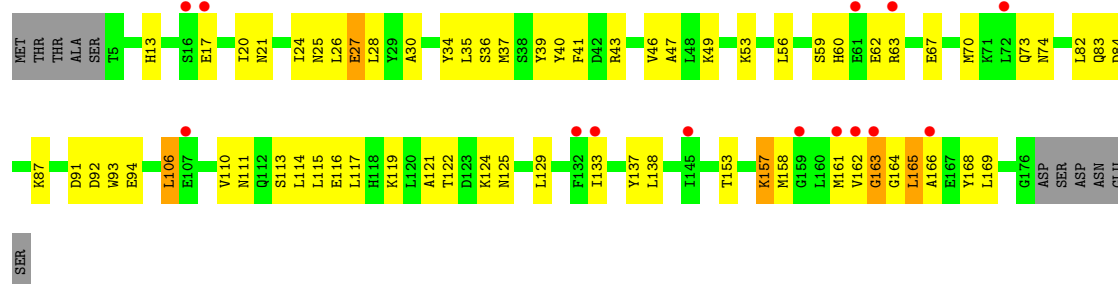 MET THR THR ALA SER T5 H13 S16 E17 I20 N21 I24 N25 L26 E27 L28 Y29 A30 Y34 L35 S36 M37 S38 Y39 Y40 F41 D42 R43 V46 A47 L48 K49 K53 L56 S59 H60 E61 E62 R63 E67 M70 K71 L72 Q73 N74 L82 Q83 D84
K87 D91 D92 W93 E94 L106 E107 V110 N111 Q112 S113 L114 L115 E116 L117 H118 K119 L120 A121 T122 D123 K124 N125 L129 F132 I133 Y137 L138 I145 T153 K157 M158 G159 L160 M161 V162 G163 G164 L165 A166 E167 Y168 L169 G176 ASP SER ASP ASN GLU
SER